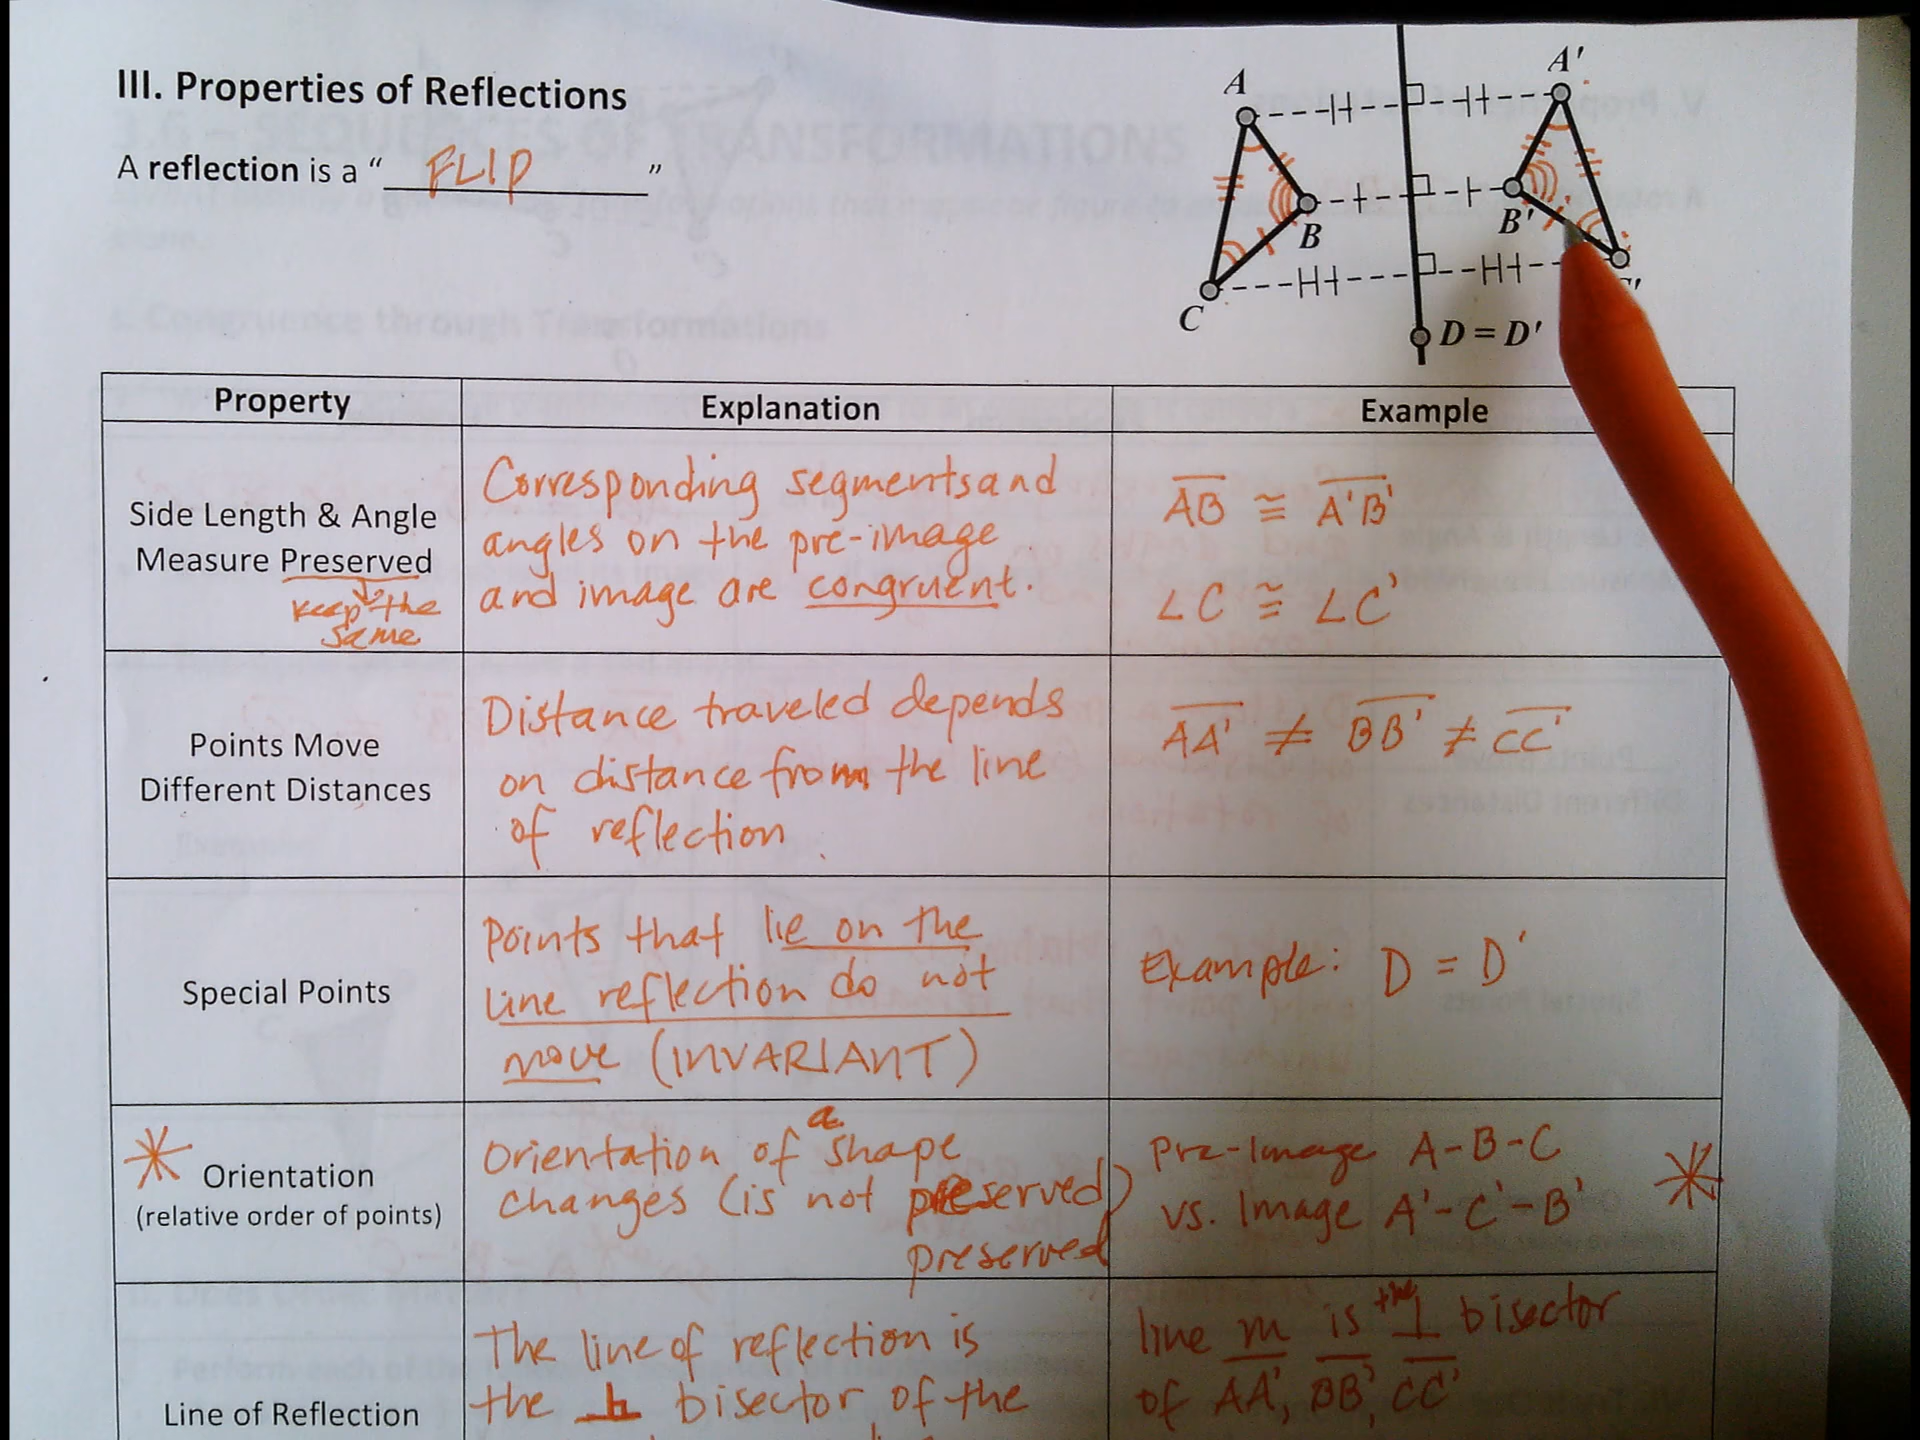 III. Properties of Reflections
A reflection is a “ FLIP ”
A
A'
B
B'
C
D = D'
Property
Explanation
Example
Side Length & Angle
Measure Preserved
keep the
same
Corresponding segments and
angles on the pre-image
and image are congruent.
AB ≅ A'B'
∠C ≅ ∠C'
Points Move
Different Distances
Distance traveled depends
on distance from the line
of reflection.
AA' ≠ BB' ≠ CC'
Special Points
Points that lie on the
line reflection do not
move (INVARIANT)
Example: D = D'
Orientation
(relative order of points)
Orientation of a shape
changes (is not preserved)
preserved
Pre-Image A-B-C
vs. Image A'-C'-B'
Line of Reflection
The line of reflection is
the ⊥ bisector of the
line m is the ⊥ bisector
of AA', BB', CC'